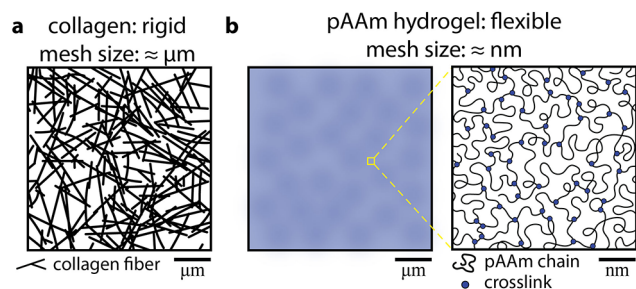 a collagen: rigid
mesh size: ≈ μm
b pAAm hydrogel: flexible
mesh size: ≈ nm
collagen fiber
μm
μm
pAAm chain
crosslink
nm